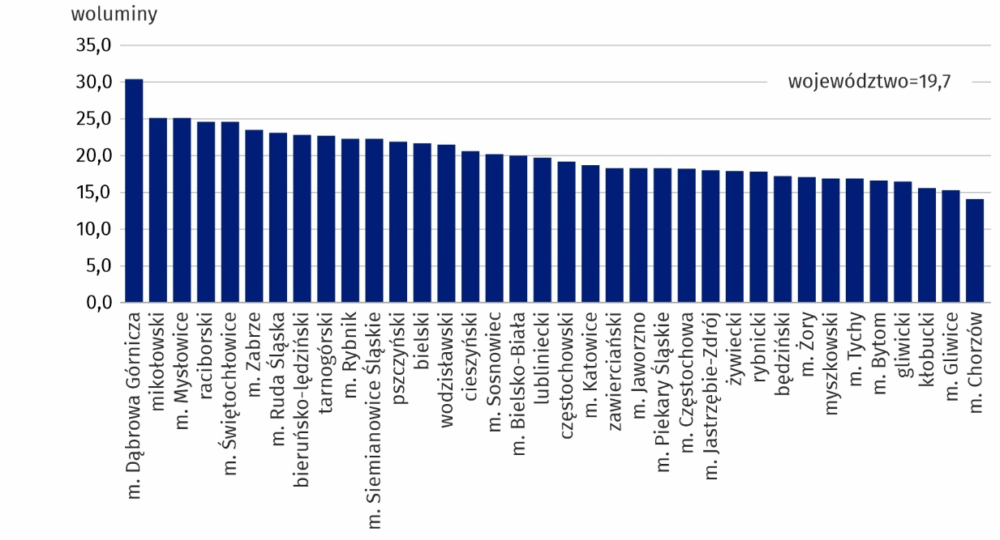 woluminy
35,0
30,0
25,0
20,0
15,0
10,0
5,0
0,0
województwo=19,7
m. Dąbrowa Górnicza
mikołowski
m. Mysłowice
raciborski
m. Świętochłowice
m. Zabrze
m. Ruda Śląska
bieruńsko-lędziński
tarnogórski
m. Rybnik
m. Siemianowice Śląskie
pszczyński
bielski
wodzisławski
cieszyński
m. Sosnowiec
m. Bielsko-Biała
lubliniecki
częstochowski
m. Katowice
zawierciański
m. Jaworzno
m. Piekary Śląskie
m. Częstochowa
m. Jastrzębie-Zdrój
żywiecki
rybnicki
będziński
m. Żory
myszkowski
m. Tychy
m. Bytom
gliwicki
kłobucki
m. Gliwice
m. Chorzów